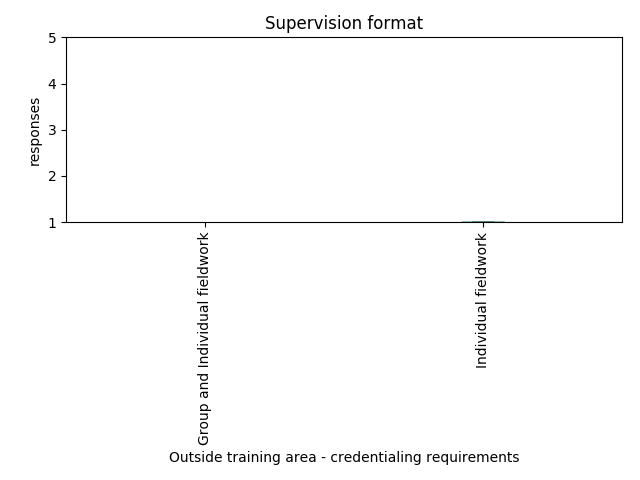 Supervision format
5
4
3
2
1
responses
Group and Individual fieldwork
Individual fieldwork
Outside training area - credentialing requirements